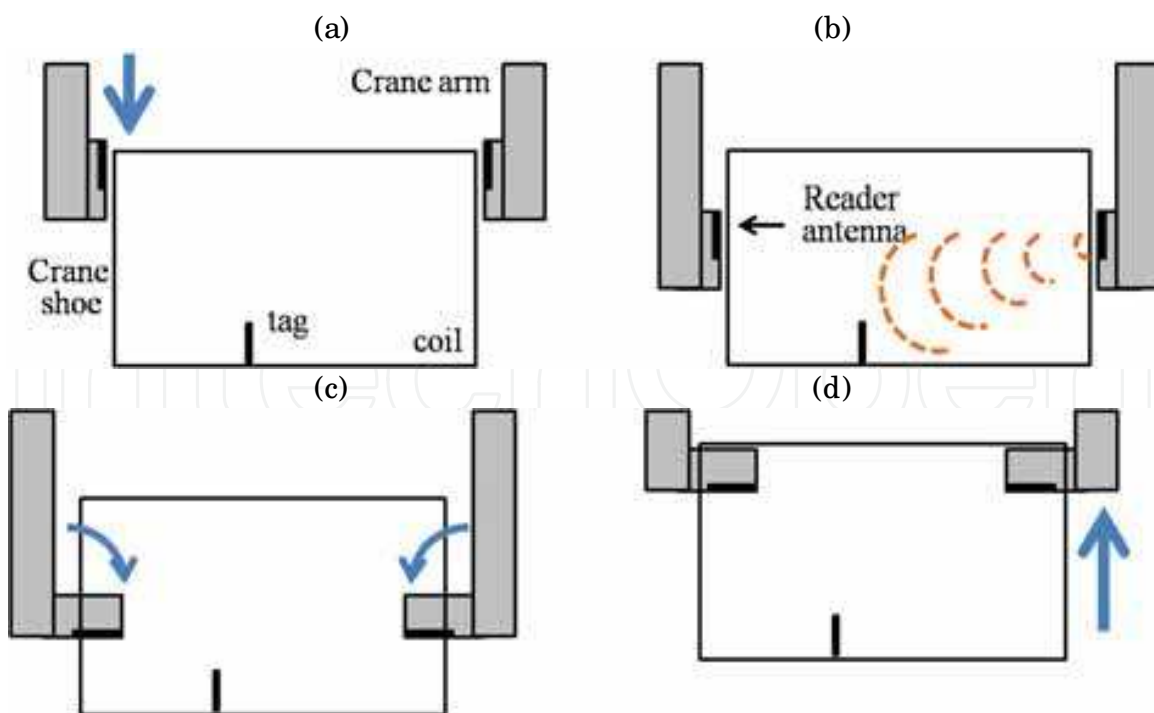 (a)
(b)
Crane arm
Reader
antenna
Crane
shoe
tag
coil
(c)
(d)